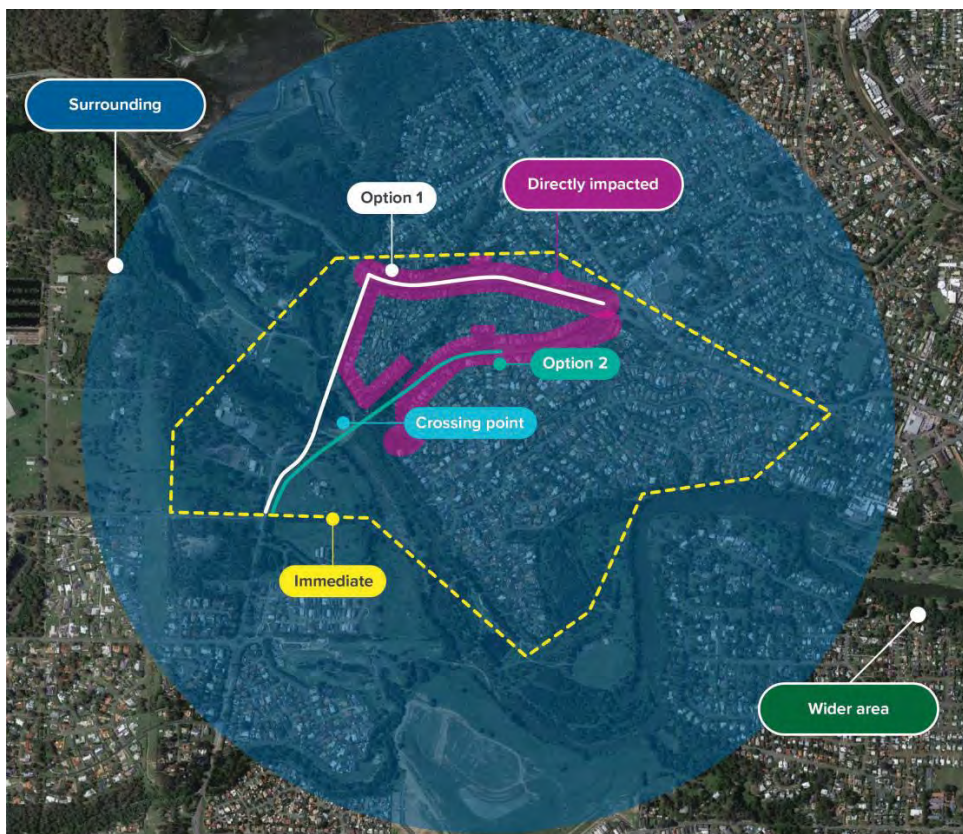 Surrounding
Option 1
Directly impacted
Option 2
Crossing point
Immediate
Wider area